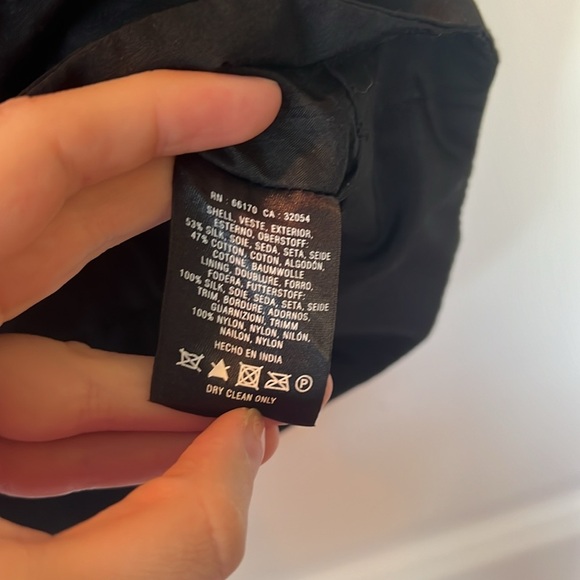 RN : 66170 CA : 32054
SHELL, VESTE, EXTERIOR,
ESTERNO, OBERSTOFF:
53% SILK, SOIE, SEDA, SETA, SEIDE
47% COTTON, COTON, ALGODÓN,
COTONE, BAUMWOLLE
LINING, DOUBLURE, FORRO,
FODERA, FUTTERSTOFF:
100% SILK, SOIE, SEDA, SETA, SEIDE
TRIM, BORDURE, ADORNOS,
GUARNIZIONI, TRIMM
100% NYLON, NYLON, NILÓN,
NAILON, NYLON
HECHO EN INDIA
P
DRY CLEAN ONLY